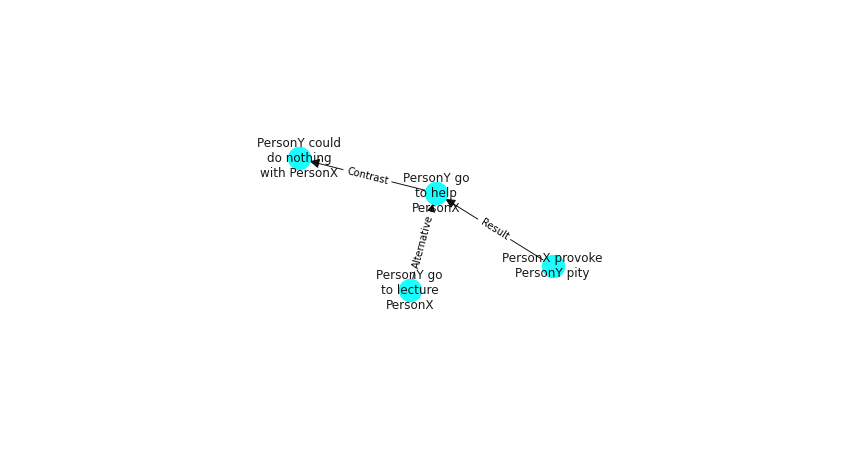 PersonY could
do nothing
with PersonX
Contrast
PersonY go
to help
PersonX
Result
Alternative
PersonX provoke
PersonY pity
PersonY go
to lecture
PersonX